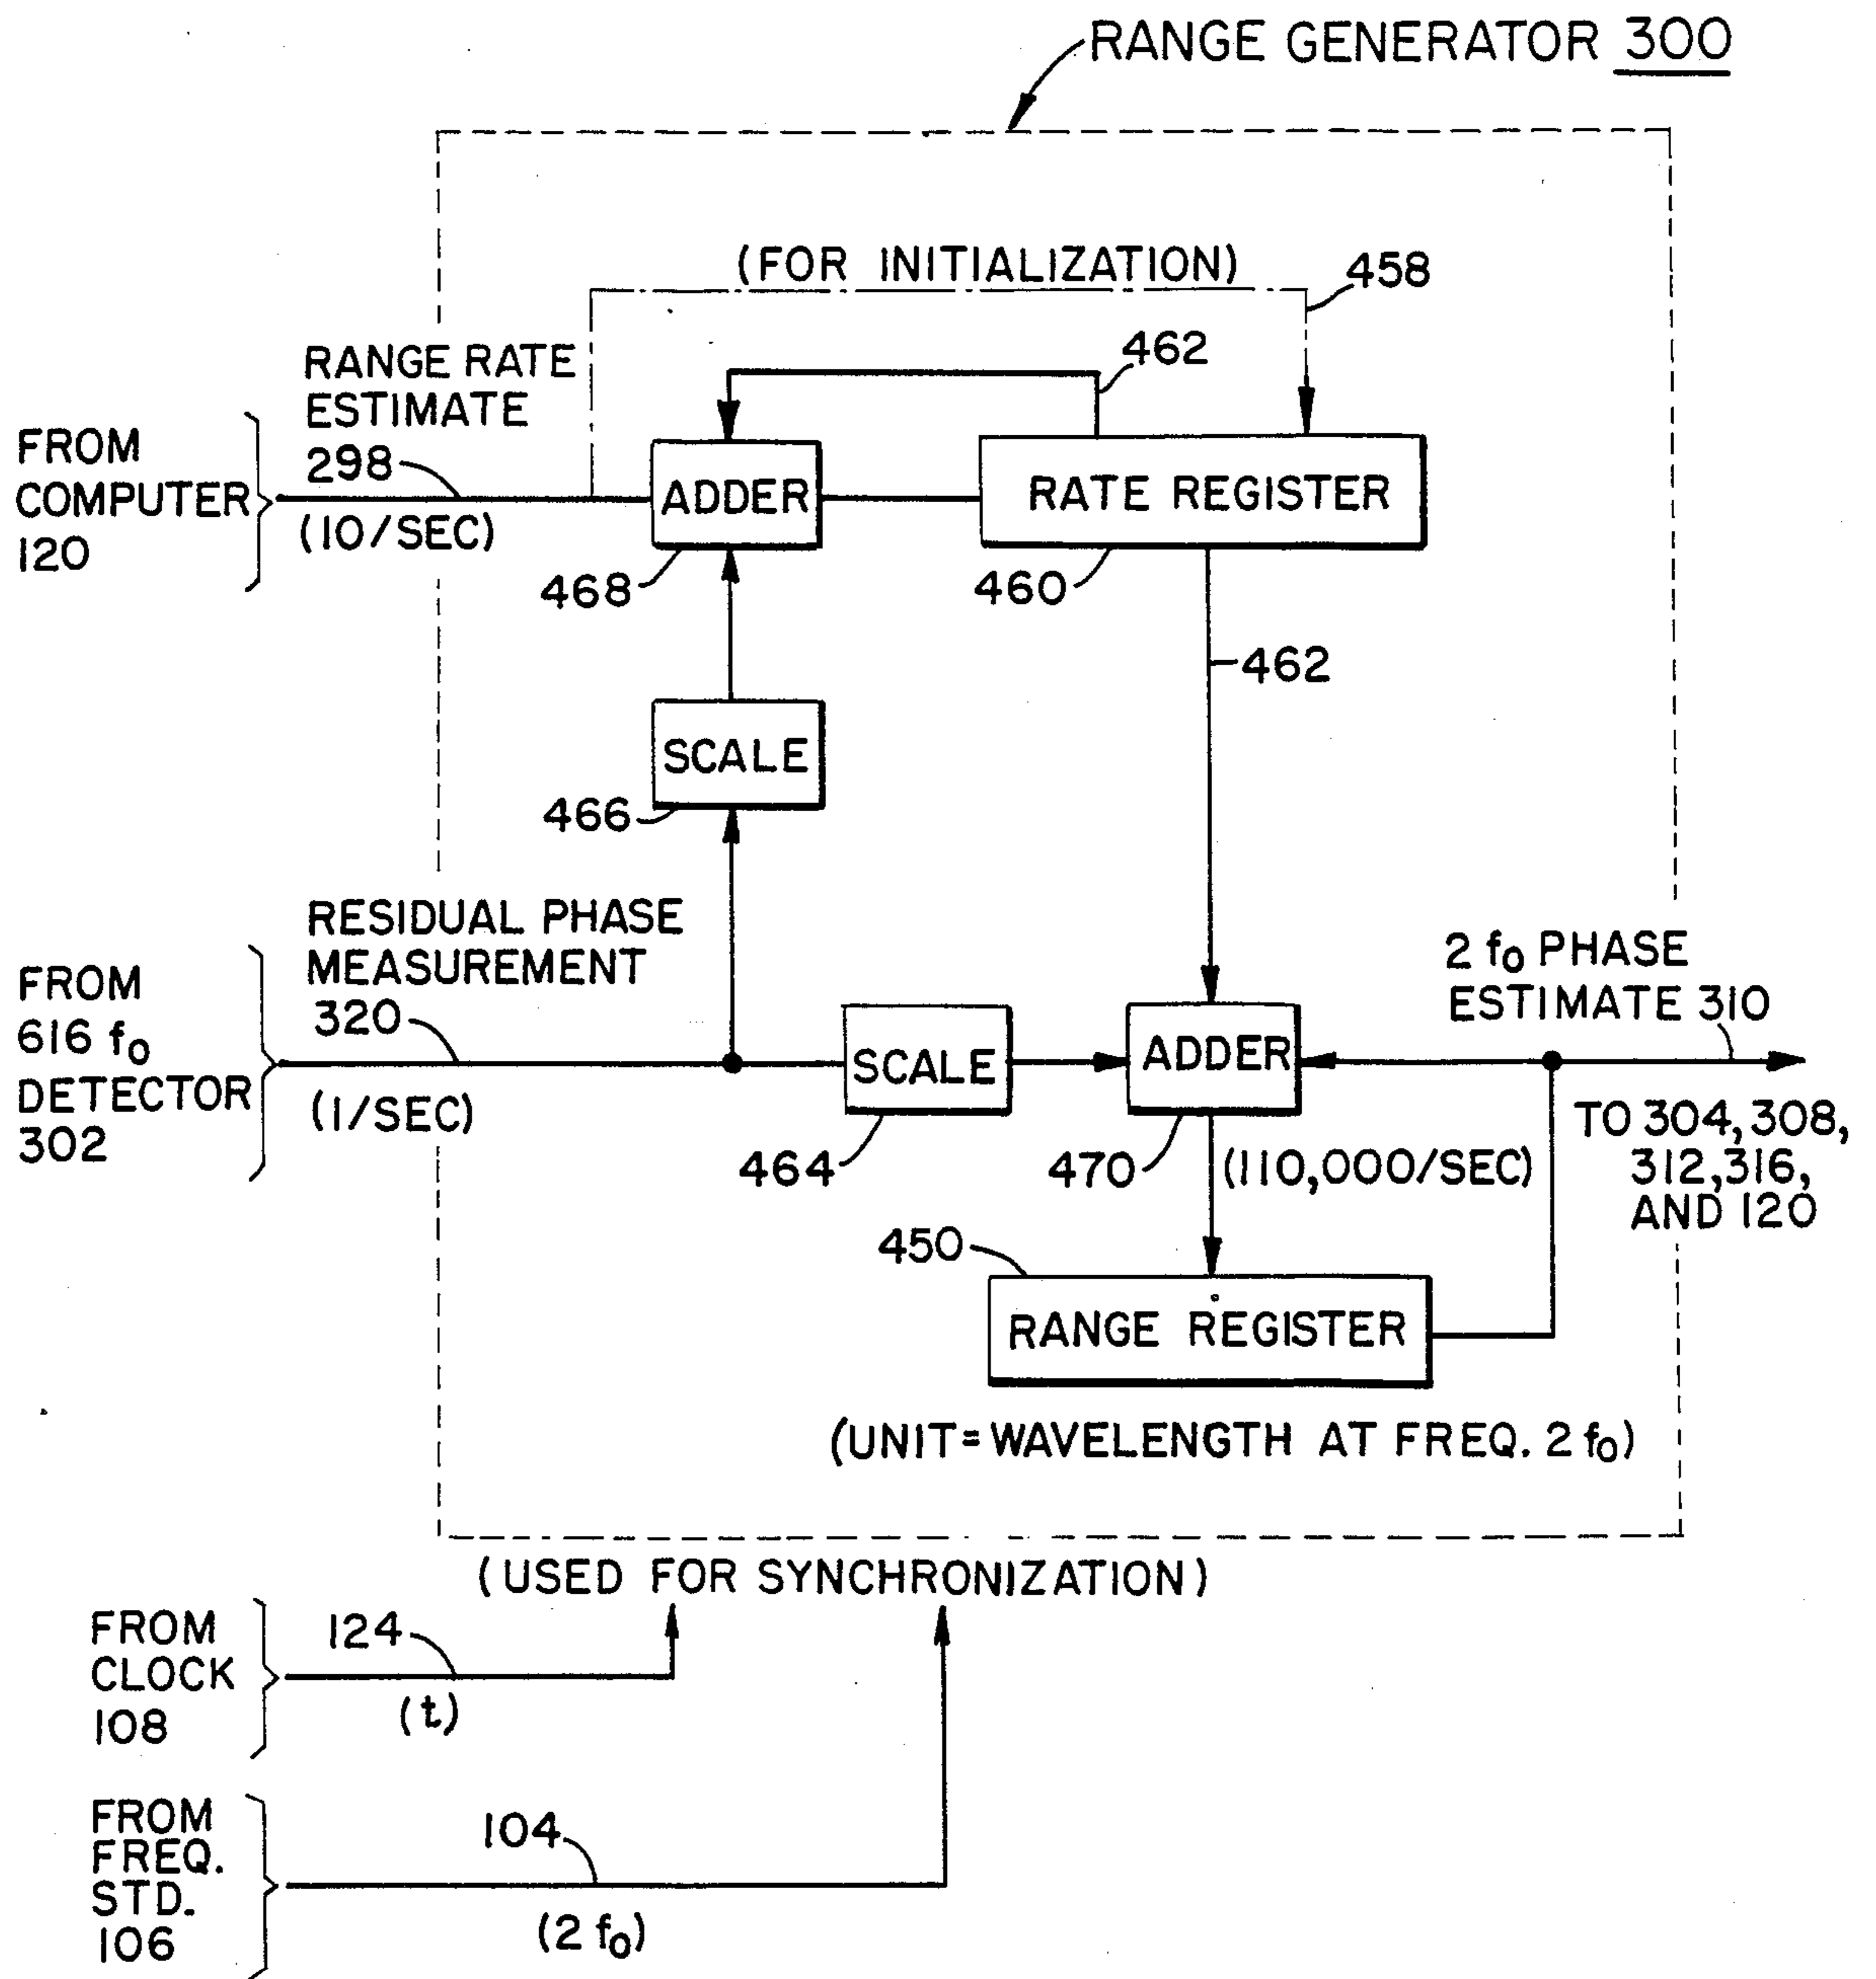 RANGE GENERATOR 300
(FOR INITIALIZATION)
458
462
RANGE RATE
ESTIMATE
298
(10/SEC)
FROM
COMPUTER
120
ADDER
468
RATE REGISTER
460
462
SCALE
466
RESIDUAL PHASE
MEASUREMENT
320
(1/SEC)
FROM
616 f₀
DETECTOR
302
SCALE
464
ADDER
470
(110,000/SEC)
2 f₀ PHASE
ESTIMATE 310
TO 304, 308,
312, 316,
AND 120
450
RANGE REGISTER
(UNIT = WAVELENGTH AT FREQ. 2 f₀)
(USED FOR SYNCHRONIZATION)
FROM
CLOCK
108
124
(t)
FROM
FREQ.
STD.
106
104
(2 f₀)